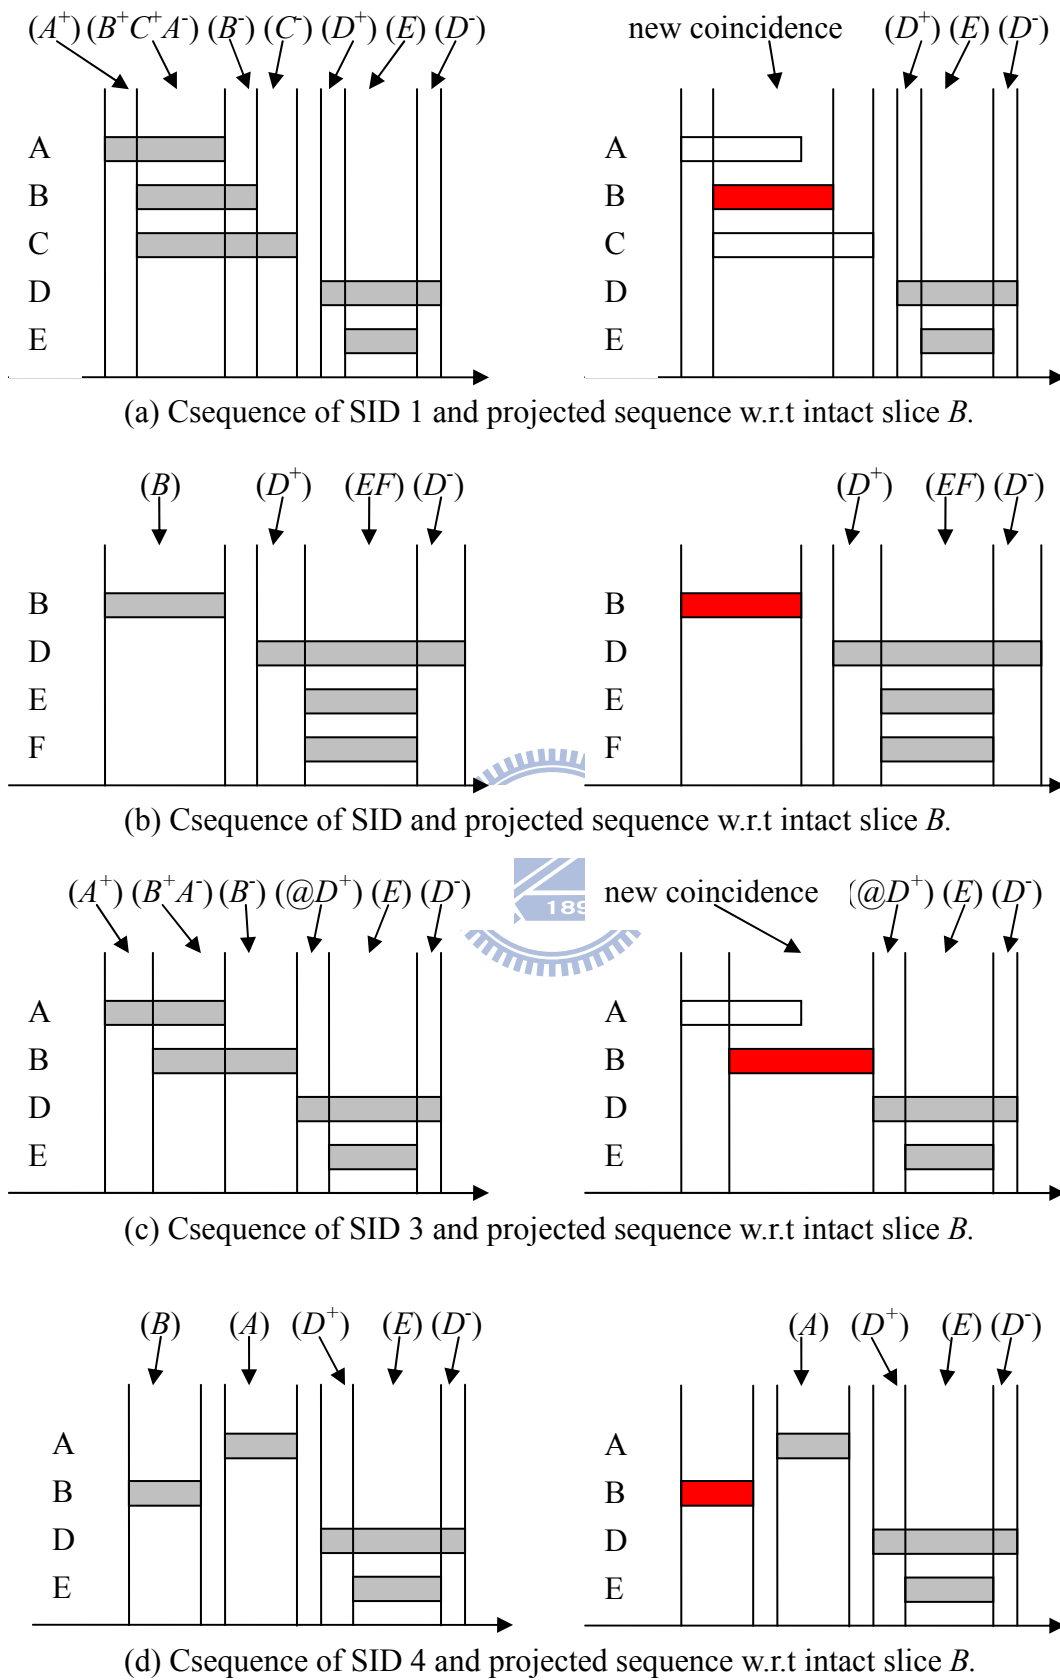 (A⁺) (B⁺C⁺A⁻) (B⁻) (C⁻) (D⁺) (E) (D⁻)
new coincidence (D⁺) (E) (D⁻)
A
B
C
D
E
A
B
C
D
E
(a) Csequence of SID 1 and projected sequence w.r.t intact slice B.
(B) (D⁺) (EF) (D⁻)
(D⁺) (EF) (D⁻)
B
D
E
F
B
D
E
F
(b) Csequence of SID and projected sequence w.r.t intact slice B.
(A⁺) (B⁺A⁻) (B⁻) (@D⁺) (E) (D⁻)
new coincidence (@D⁺) (E) (D⁻)
189
A
B
D
E
A
B
D
E
(c) Csequence of SID 3 and projected sequence w.r.t intact slice B.
(B) (A) (D⁺) (E) (D⁻)
(A) (D⁺) (E) (D⁻)
A
B
D
E
A
B
D
E
(d) Csequence of SID 4 and projected sequence w.r.t intact slice B.